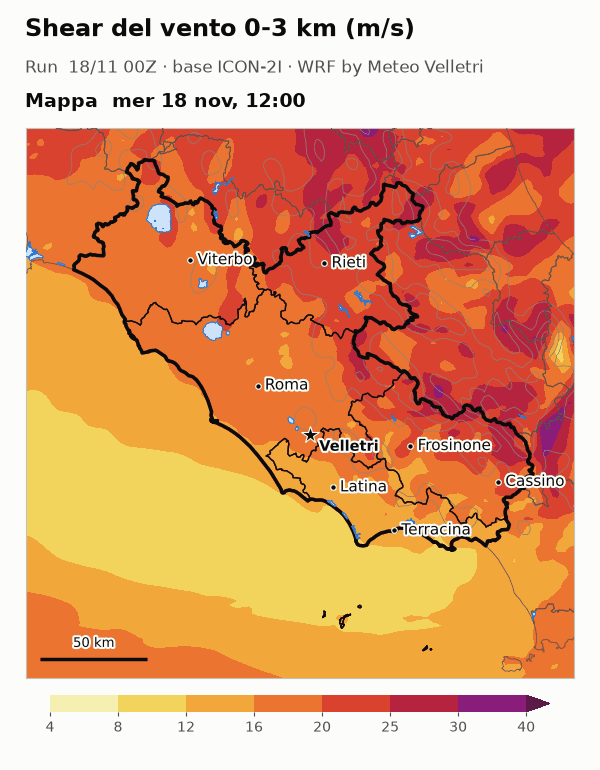 Shear del vento 0-3 km (m/s)
Run  18/11 00Z · base ICON-2I · WRF by Meteo Velletri
Mappa  mer 18 nov, 12:00
Viterbo
Rieti
Roma
Velletri
Frosinone
Cassino
Latina
Terracina
50 km
4 8 12 16 20 25 30 40